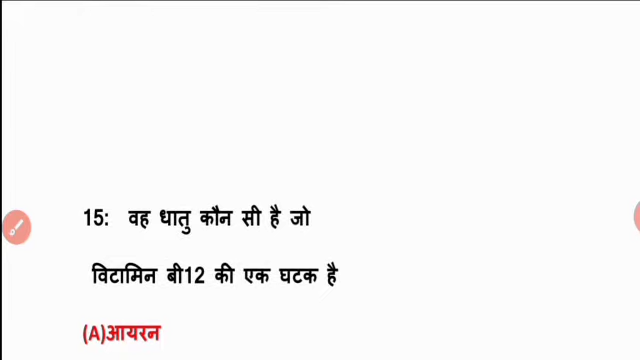 15: वह धातु कौन सी है जो
विटामिन बी12 की एक घटक है
(A)आयरन